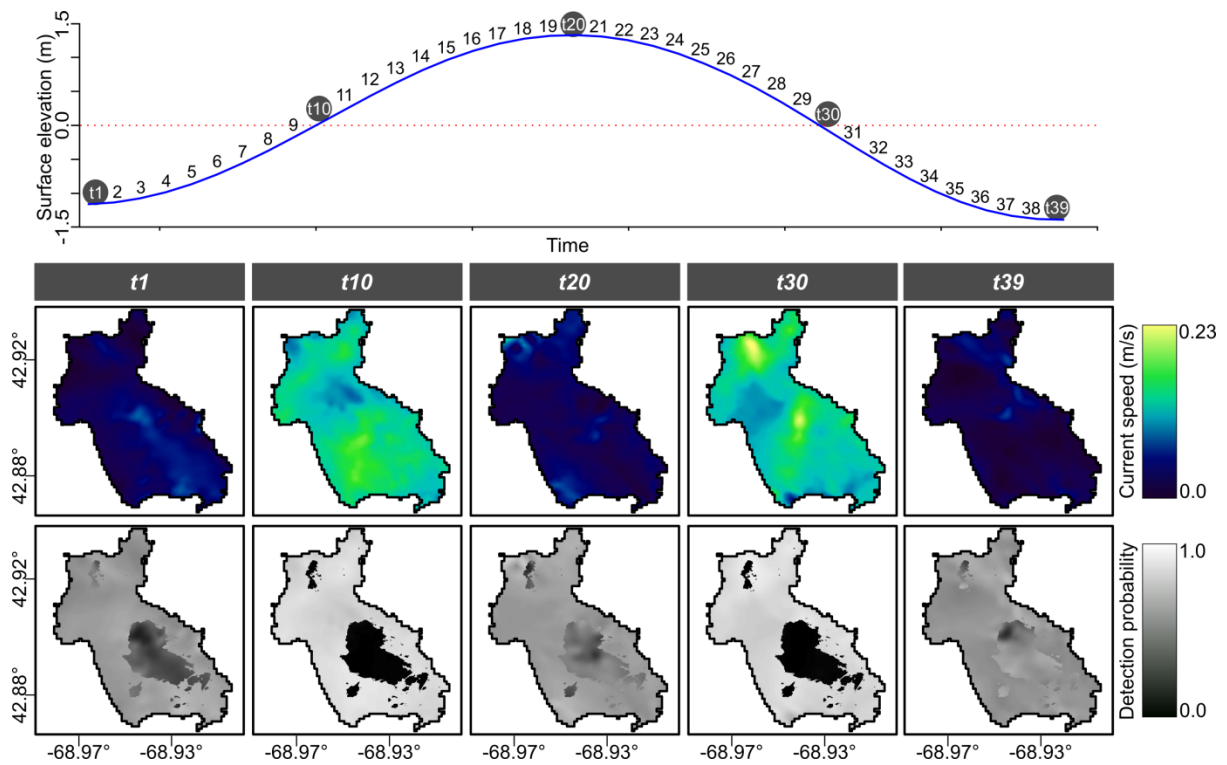 Surface elevation (m)
1.5
0.0
-1.5
t1 2 3 4 5 6 7 8 9 t10 11 12 13 14 15 16 17 18 19 t20 21 22 23 24 25 26 27 28 29 t30 31 32 33 34 35 36 37 38 t39
Time
t1 t10 t20 t30 t39
42.92°
42.88°
0.23
0.0
Current speed (m/s)
42.92°
42.88°
1.0
0.0
Detection probability
-68.97° -68.93° -68.97° -68.93° -68.97° -68.93° -68.97° -68.93° -68.97° -68.93°